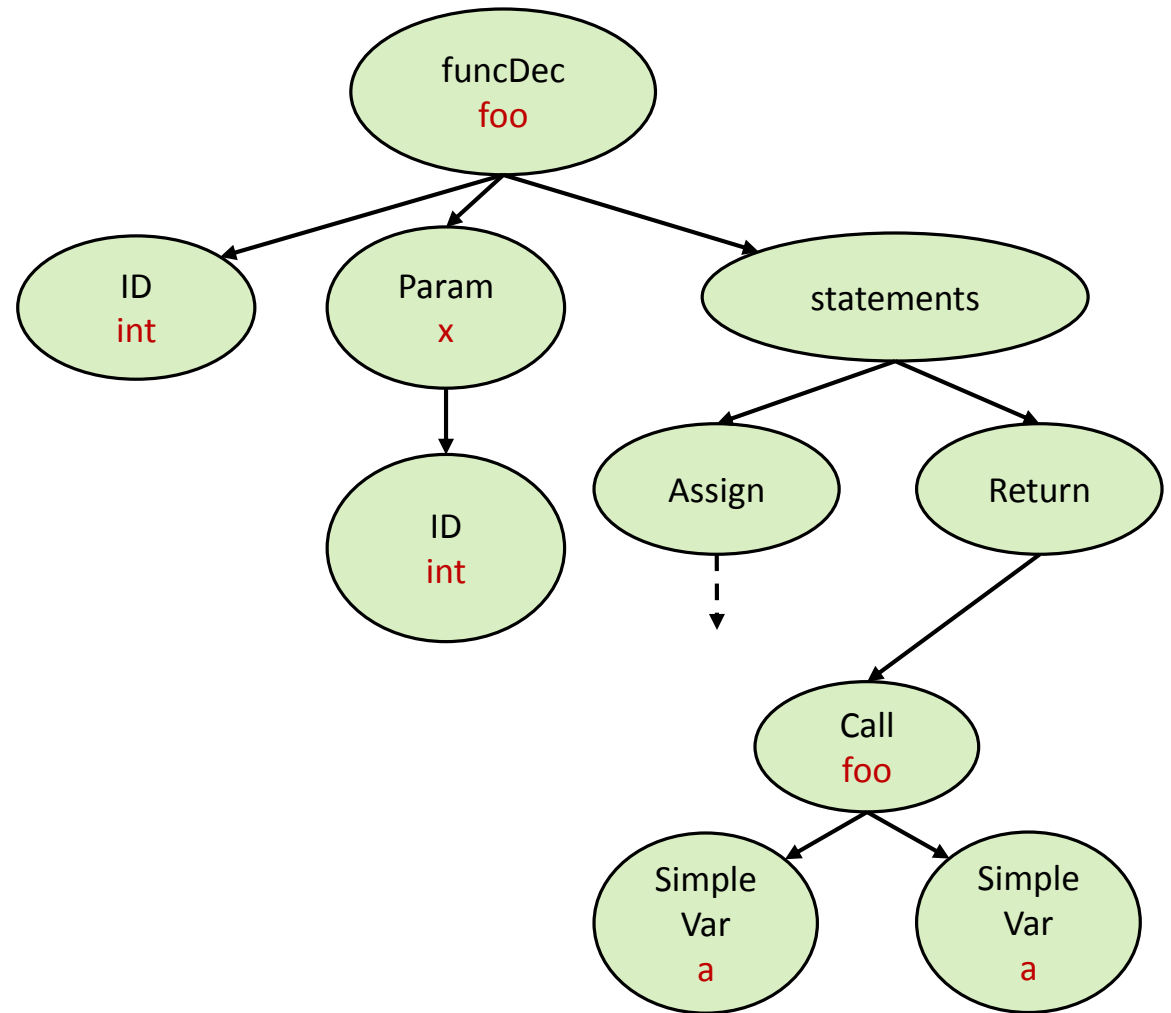 funcDec
foo
ID
int
Param
x
statements
ID
int
Assign
Return
Call
foo
Simple
Var
a
Simple
Var
a